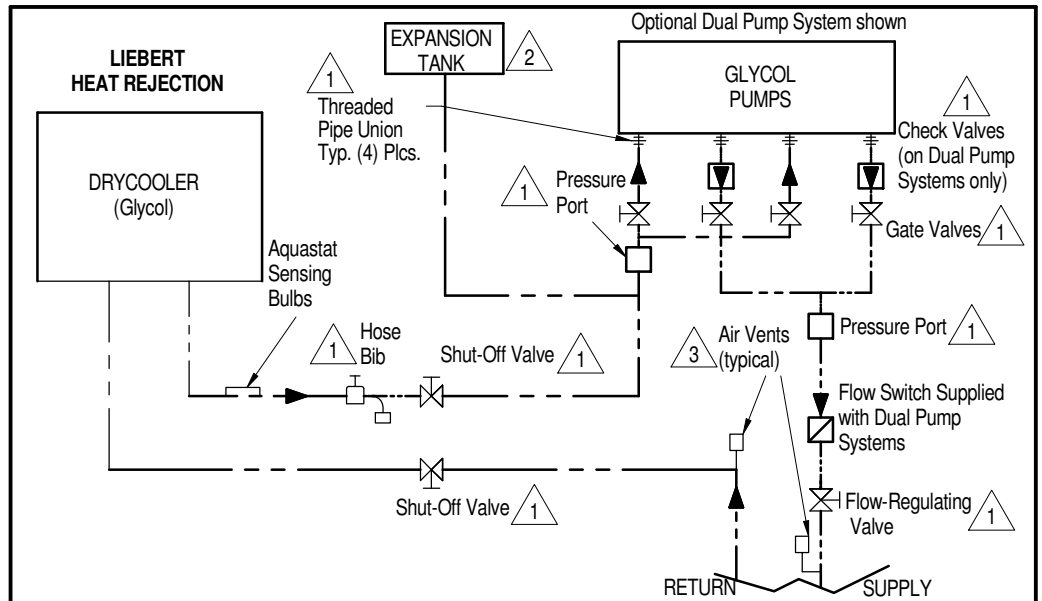 Optional Dual Pump System shown
LIEBERT
HEAT REJECTION
EXPANSION
TANK
2
1
Threaded
Pipe Union
Typ. (4) Plcs.
GLYCOL
PUMPS
1
Check Valves
(on Dual Pump
Systems only)
DRYCOOLER
(Glycol)
1
Pressure
Port
Gate Valves
1
Aquastat
Sensing
Bulbs
1
Hose
Bib
Shut-Off Valve
1
3
Air Vents
(typical)
Pressure Port
1
Flow Switch Supplied
with Dual Pump
Systems
Shut-Off Valve
1
Flow-Regulating
Valve
1
RETURN
SUPPLY